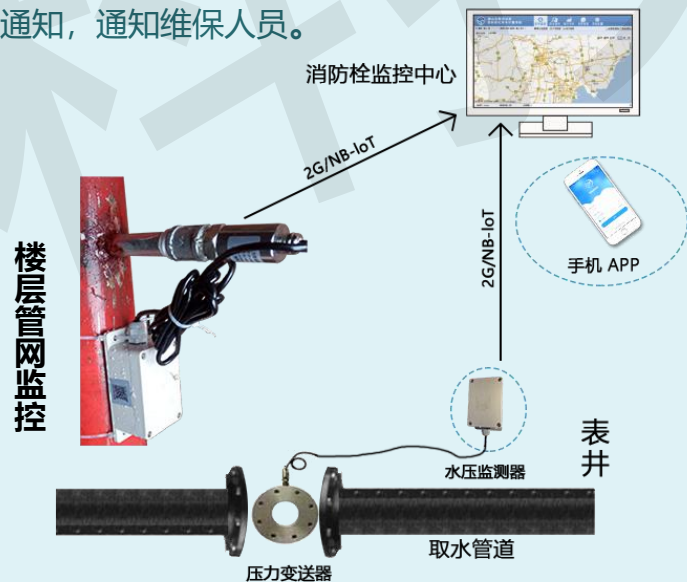 通知，通知维保人员。
消防栓监控中心
2G/NB-IoT
2G/NB-IoT
手机 APP
楼层管网监控
表井
水压监测器
取水管道
压力变送器